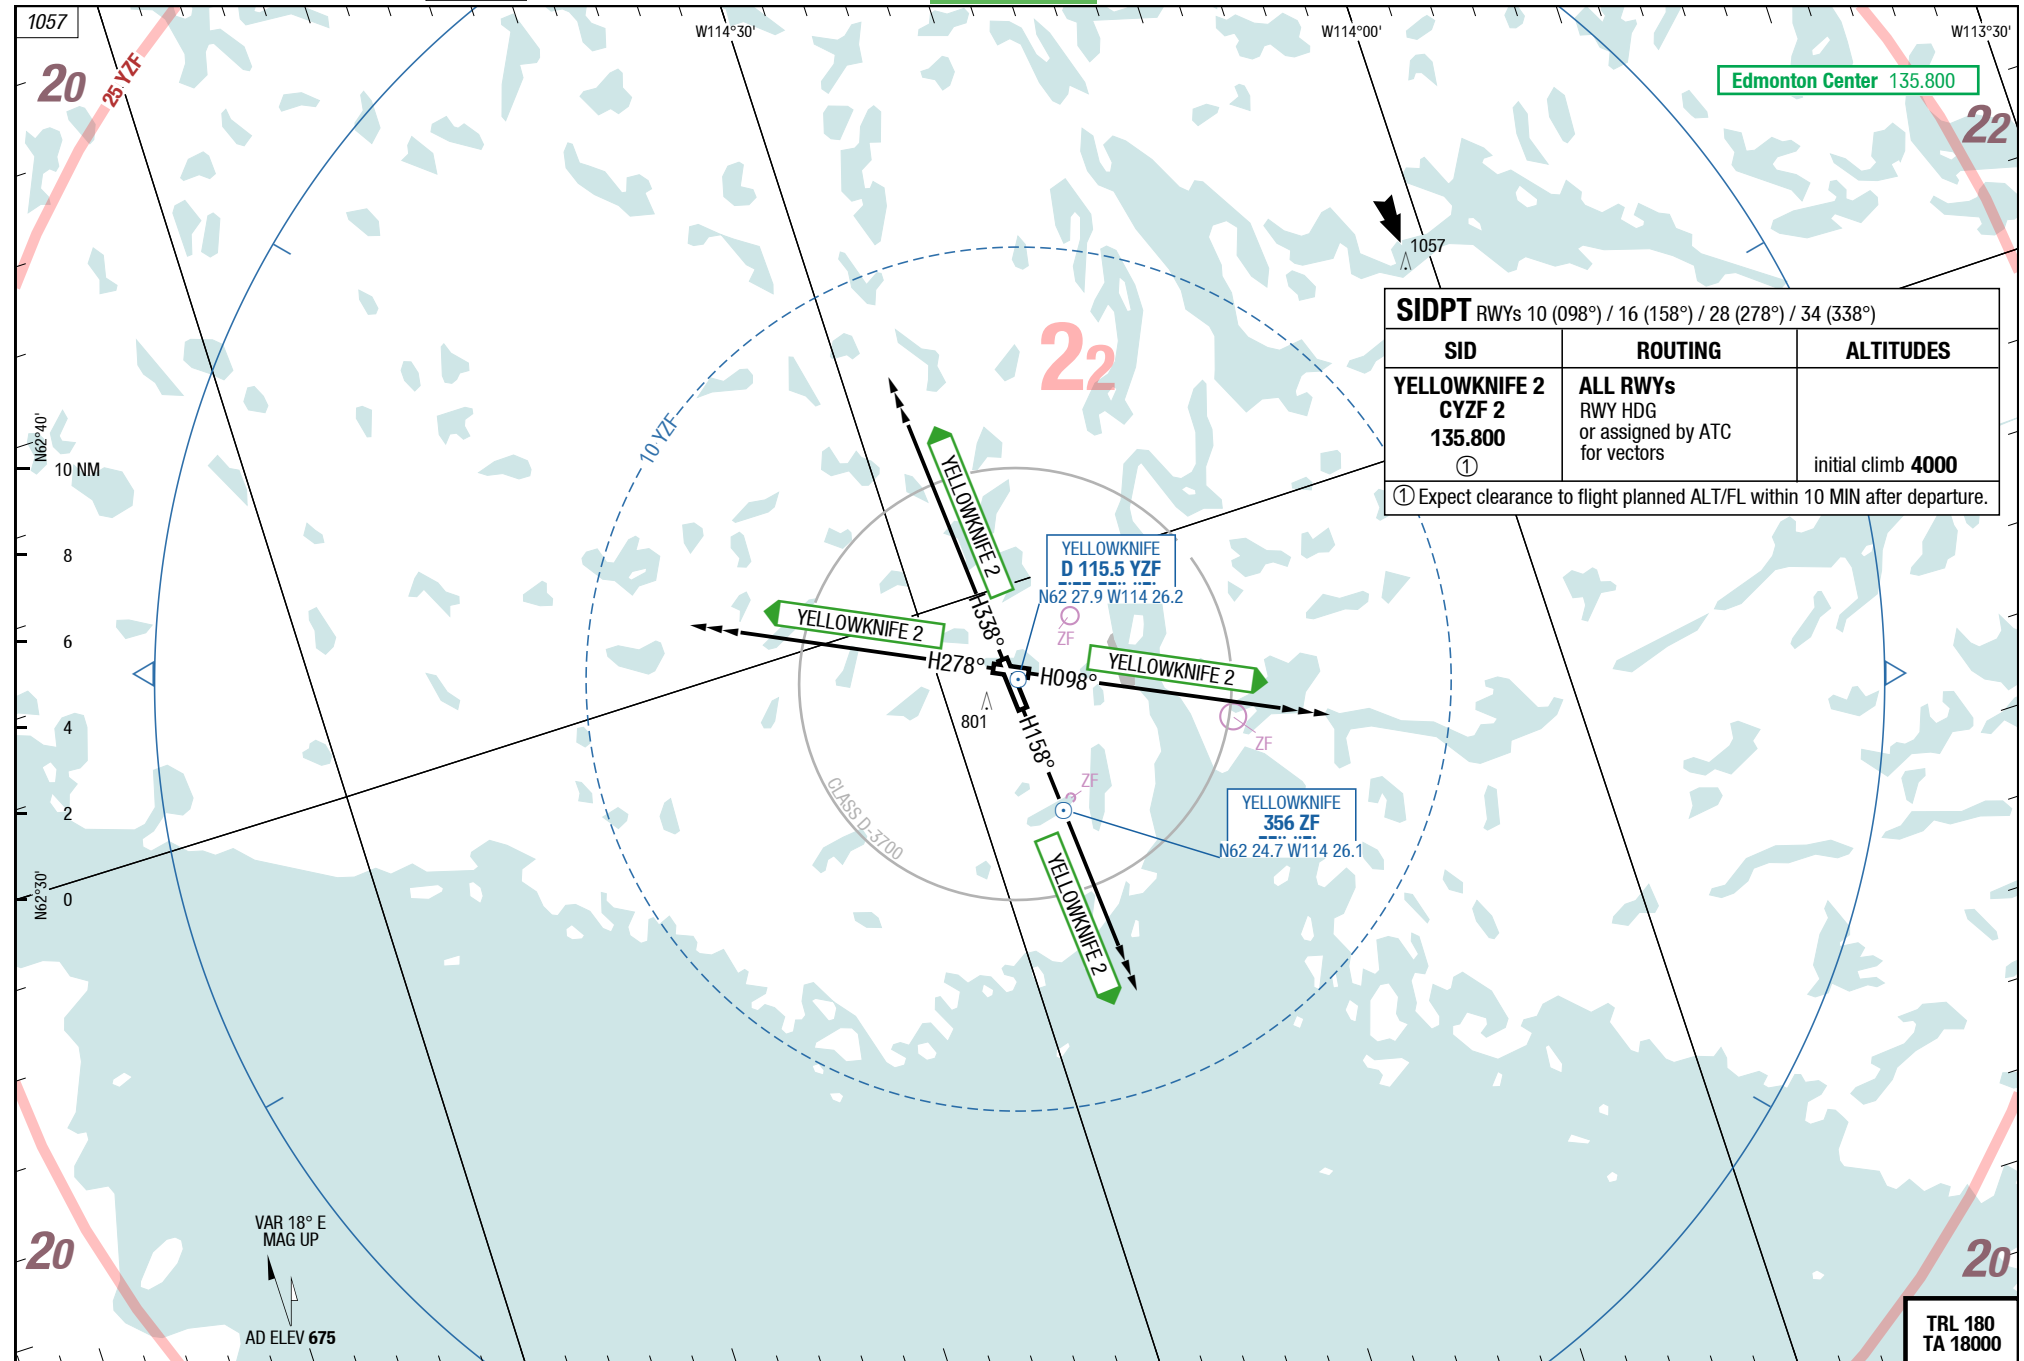 1057
W114°30'
W114°00'
W113°30'
20
25 YZF
Edmonton Center 135.800
22
1057
SIDPT RWYs 10 (098°) / 16 (158°) / 28 (278°) / 34 (338°)
SID
ROUTING
ALTITUDES
YELLOWKNIFE 2
CYZF 2
135.800
①
ALL RWYs
RWY HDG
or assigned by ATC
for vectors
initial climb 4000
① Expect clearance to flight planned ALT/FL within 10 MIN after departure.
22
10 YZF
N62°40'
10 NM
8
6
4
2
0
N62°30'
YELLOWKNIFE 2
YELLOWKNIFE
D 115.5 YZF
N62 27.9 W114 26.2
ZF
H338°
YELLOWKNIFE 2
H278°
H098°
YELLOWKNIFE 2
801
H158°
ZF
ZF
CLASS D-3700
YELLOWKNIFE
356 ZF
N62 24.7 W114 26.1
YELLOWKNIFE 2
VAR 18° E
MAG UP
AD ELEV 675
20
20
TRL 180
TA 18000